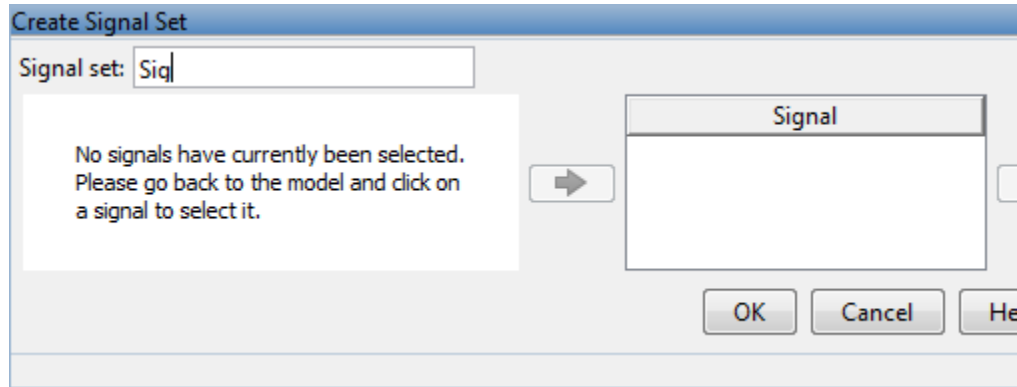 Create Signal Set
Signal set: Sig
No signals have currently been selected.
Please go back to the model and click on
a signal to select it.
Signal
OK Cancel He